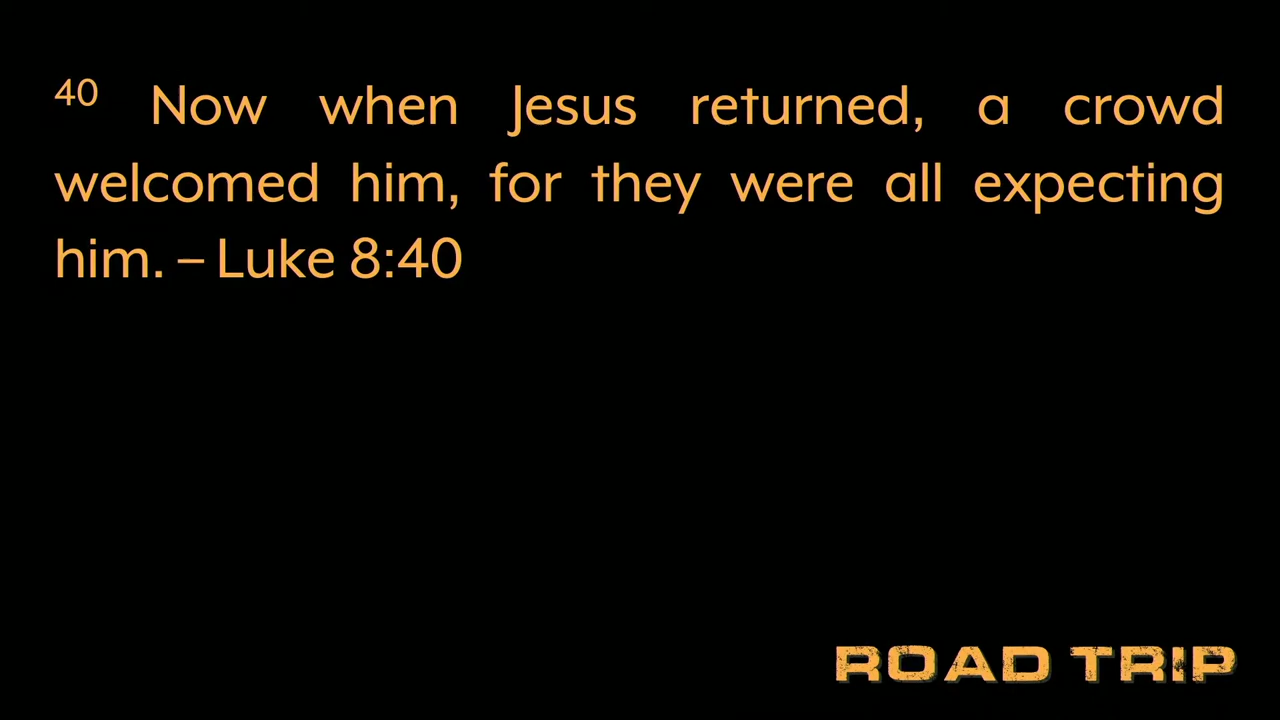 40 Now when Jesus returned, a crowd
welcomed him, for they were all expecting
him. – Luke 8:40
ROAD TRIP